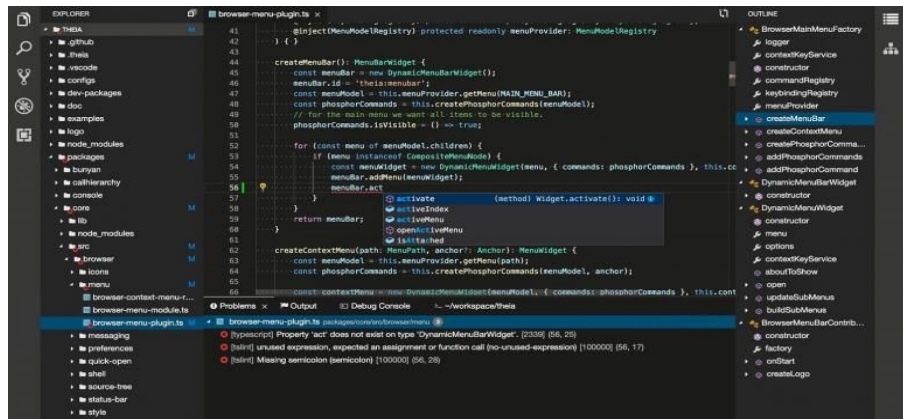 EXPLORER
THEIA M
.github
.theia
.vscode
configs
dev-packages
doc
examples
logo
node_modules
packages M
bunyan
callhierarchy
console
core M
lib
node_modules
src M
browser M
icons
menu M
browser-context-menu-r...
browser-menu-module.ts
browser-menu-plugin.ts M
messaging
preferences
quick-open
shell
source-tree
status-bar
style
browser-menu-plugin.ts ×
41 @inject(MenuModelRegistry) protected readonly menuProvider: MenuModelRegistry
42 ) { }
43
44 createMenuBar(): MenuBarWidget {
45 const menuBar = new DynamicMenuBarWidget();
46 menuBar.id = 'theia:menubar';
47 const menuModel = this.menuProvider.getMenu(MAIN_MENU_BAR);
48 const phosphorCommands = this.createPhosphorCommands(menuModel);
49 // for the main menu we want all items to be visible.
50 phosphorCommands.isVisible = () => true;
51
52 for (const menu of menuModel.children) {
53 if (menu instanceof CompositeMenuNode) {
54 const menuWidget = new DynamicMenuWidget(menu, { commands: phosphorCommands }, this.co
55 menuBar.addMenu(menuWidget);
56 menuBar.act
57 }
58 }
59 return menuBar;
60 }
61
62 createContextMenu(path: MenuPath, anchor?: Anchor): MenuWidget {
63 const menuModel = this.menuProvider.getMenu(path);
64 const phosphorCommands = this.createPhosphorCommands(menuModel, anchor);
65
66 const contextMenu = new DynamicMenuWidget(menuModel, { commands: phosphorCommands }, this.cont
activate (method) Widget.activate(): void
activeIndex
activeMenu
openActiveMenu
isAttached
Problems × Output Debug Console ~/workspace/theia
browser-menu-plugin.ts packages/core/src/browser/menu
[typescript] Property 'act' does not exist on type 'DynamicMenuBarWidget'. [2339] (56, 25)
[tslint] unused expression, expected an assignment or function call (no-unused-expression) [100000] (56, 17)
[tslint] Missing semicolon (semicolon) [100000] (56, 28)
OUTLINE
BrowserMainMenuFactory
logger
contextKeyService
constructor
commandRegistry
keybindingRegistry
menuProvider
createMenuBar
createContextMenu
createPhosphorComma...
addPhosphorCommands
addPhosphorCommand
DynamicMenuBarWidget
constructor
DynamicMenuWidget
constructor
menu
options
contextKeyService
aboutToShow
open
updateSubMenus
buildSubMenus
BrowserMenuBarContrib...
constructor
factory
onStart
createLogo